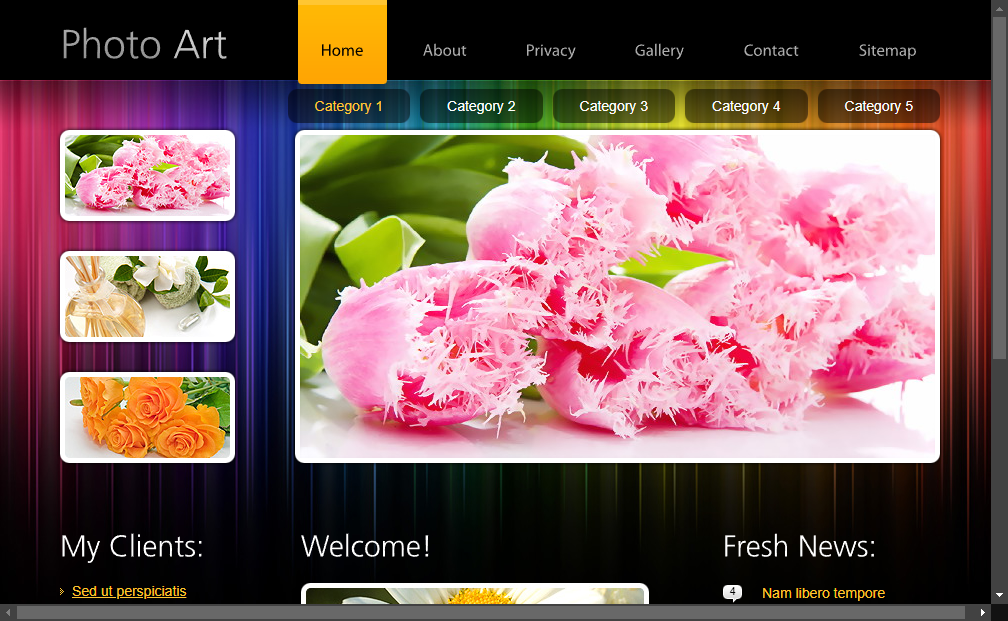 Photo Art
Home About Privacy Gallery Contact Sitemap
Category 1 Category 2 Category 3 Category 4 Category 5
My Clients: Welcome! Fresh News:
Sed ut perspiciatis
4 Nam libero tempore